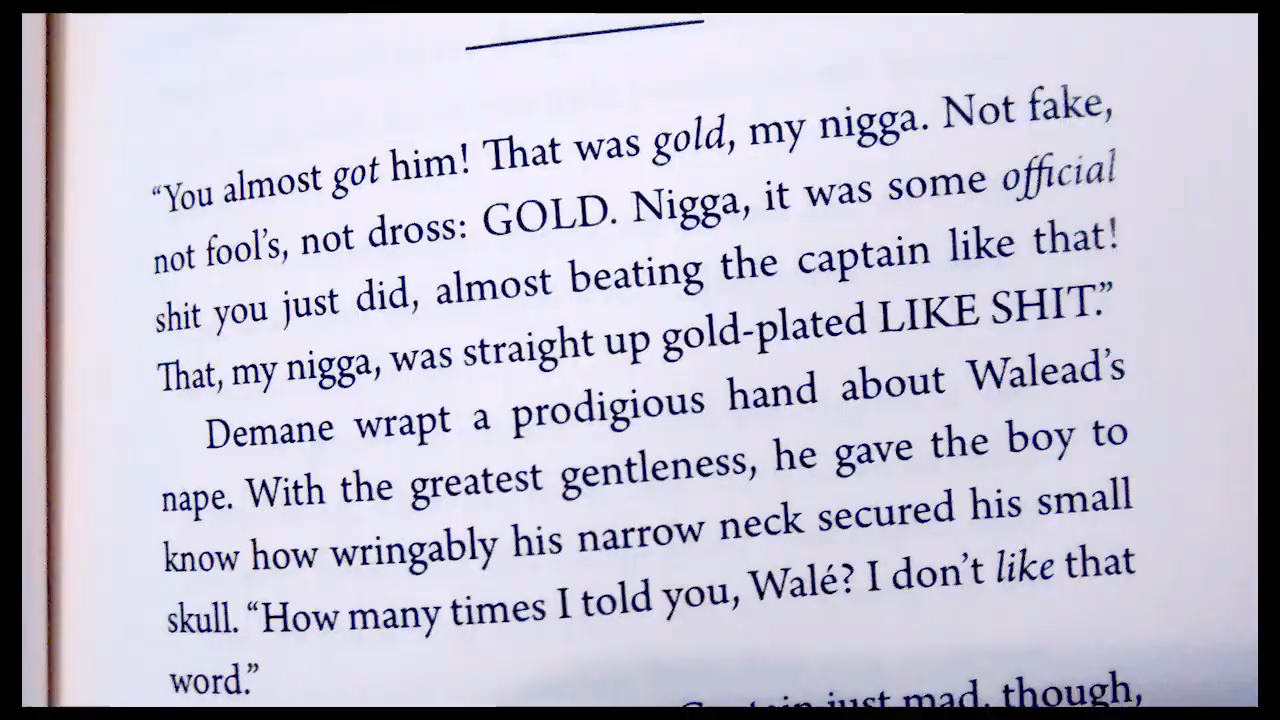 “You almost got him! That was gold, my nigga. Not fake,
not fool’s, not dross: GOLD. Nigga, it was some official
shit you just did, almost beating the captain like that!
That, my nigga, was straight up gold-plated LIKE SHIT.”
Demane wrapt a prodigious hand about Walead’s
nape. With the greatest gentleness, he gave the boy to
know how wringably his narrow neck secured his small
skull. “How many times I told you, Walé? I don’t like that
word.”
just mad, though,